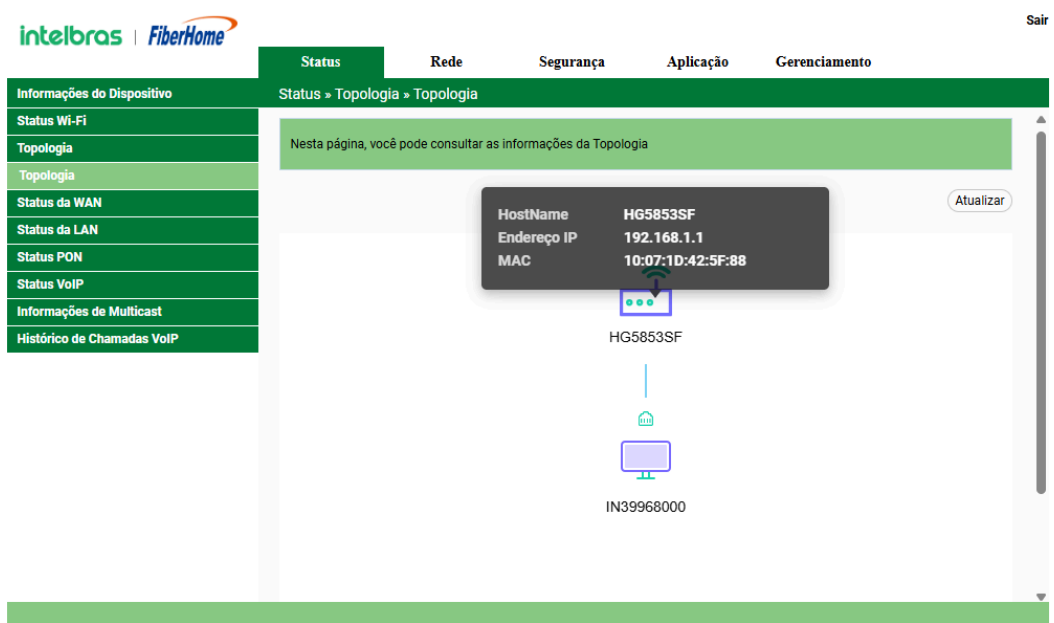 Sair
intelbras | FiberHome
Status Rede Segurança Aplicação Gerenciamento
Informações do Dispositivo
Status Wi-Fi
Topologia
Topologia
Status da WAN
Status da LAN
Status PON
Status VoIP
Informações de Multicast
Histórico de Chamadas VoIP
Status » Topologia » Topologia
Nesta página, você pode consultar as informações da Topologia
Atualizar
HostName HG5853SF
Endereço IP 192.168.1.1
MAC 10:07:1D:42:5F:88
HG5853SF
IN39968000